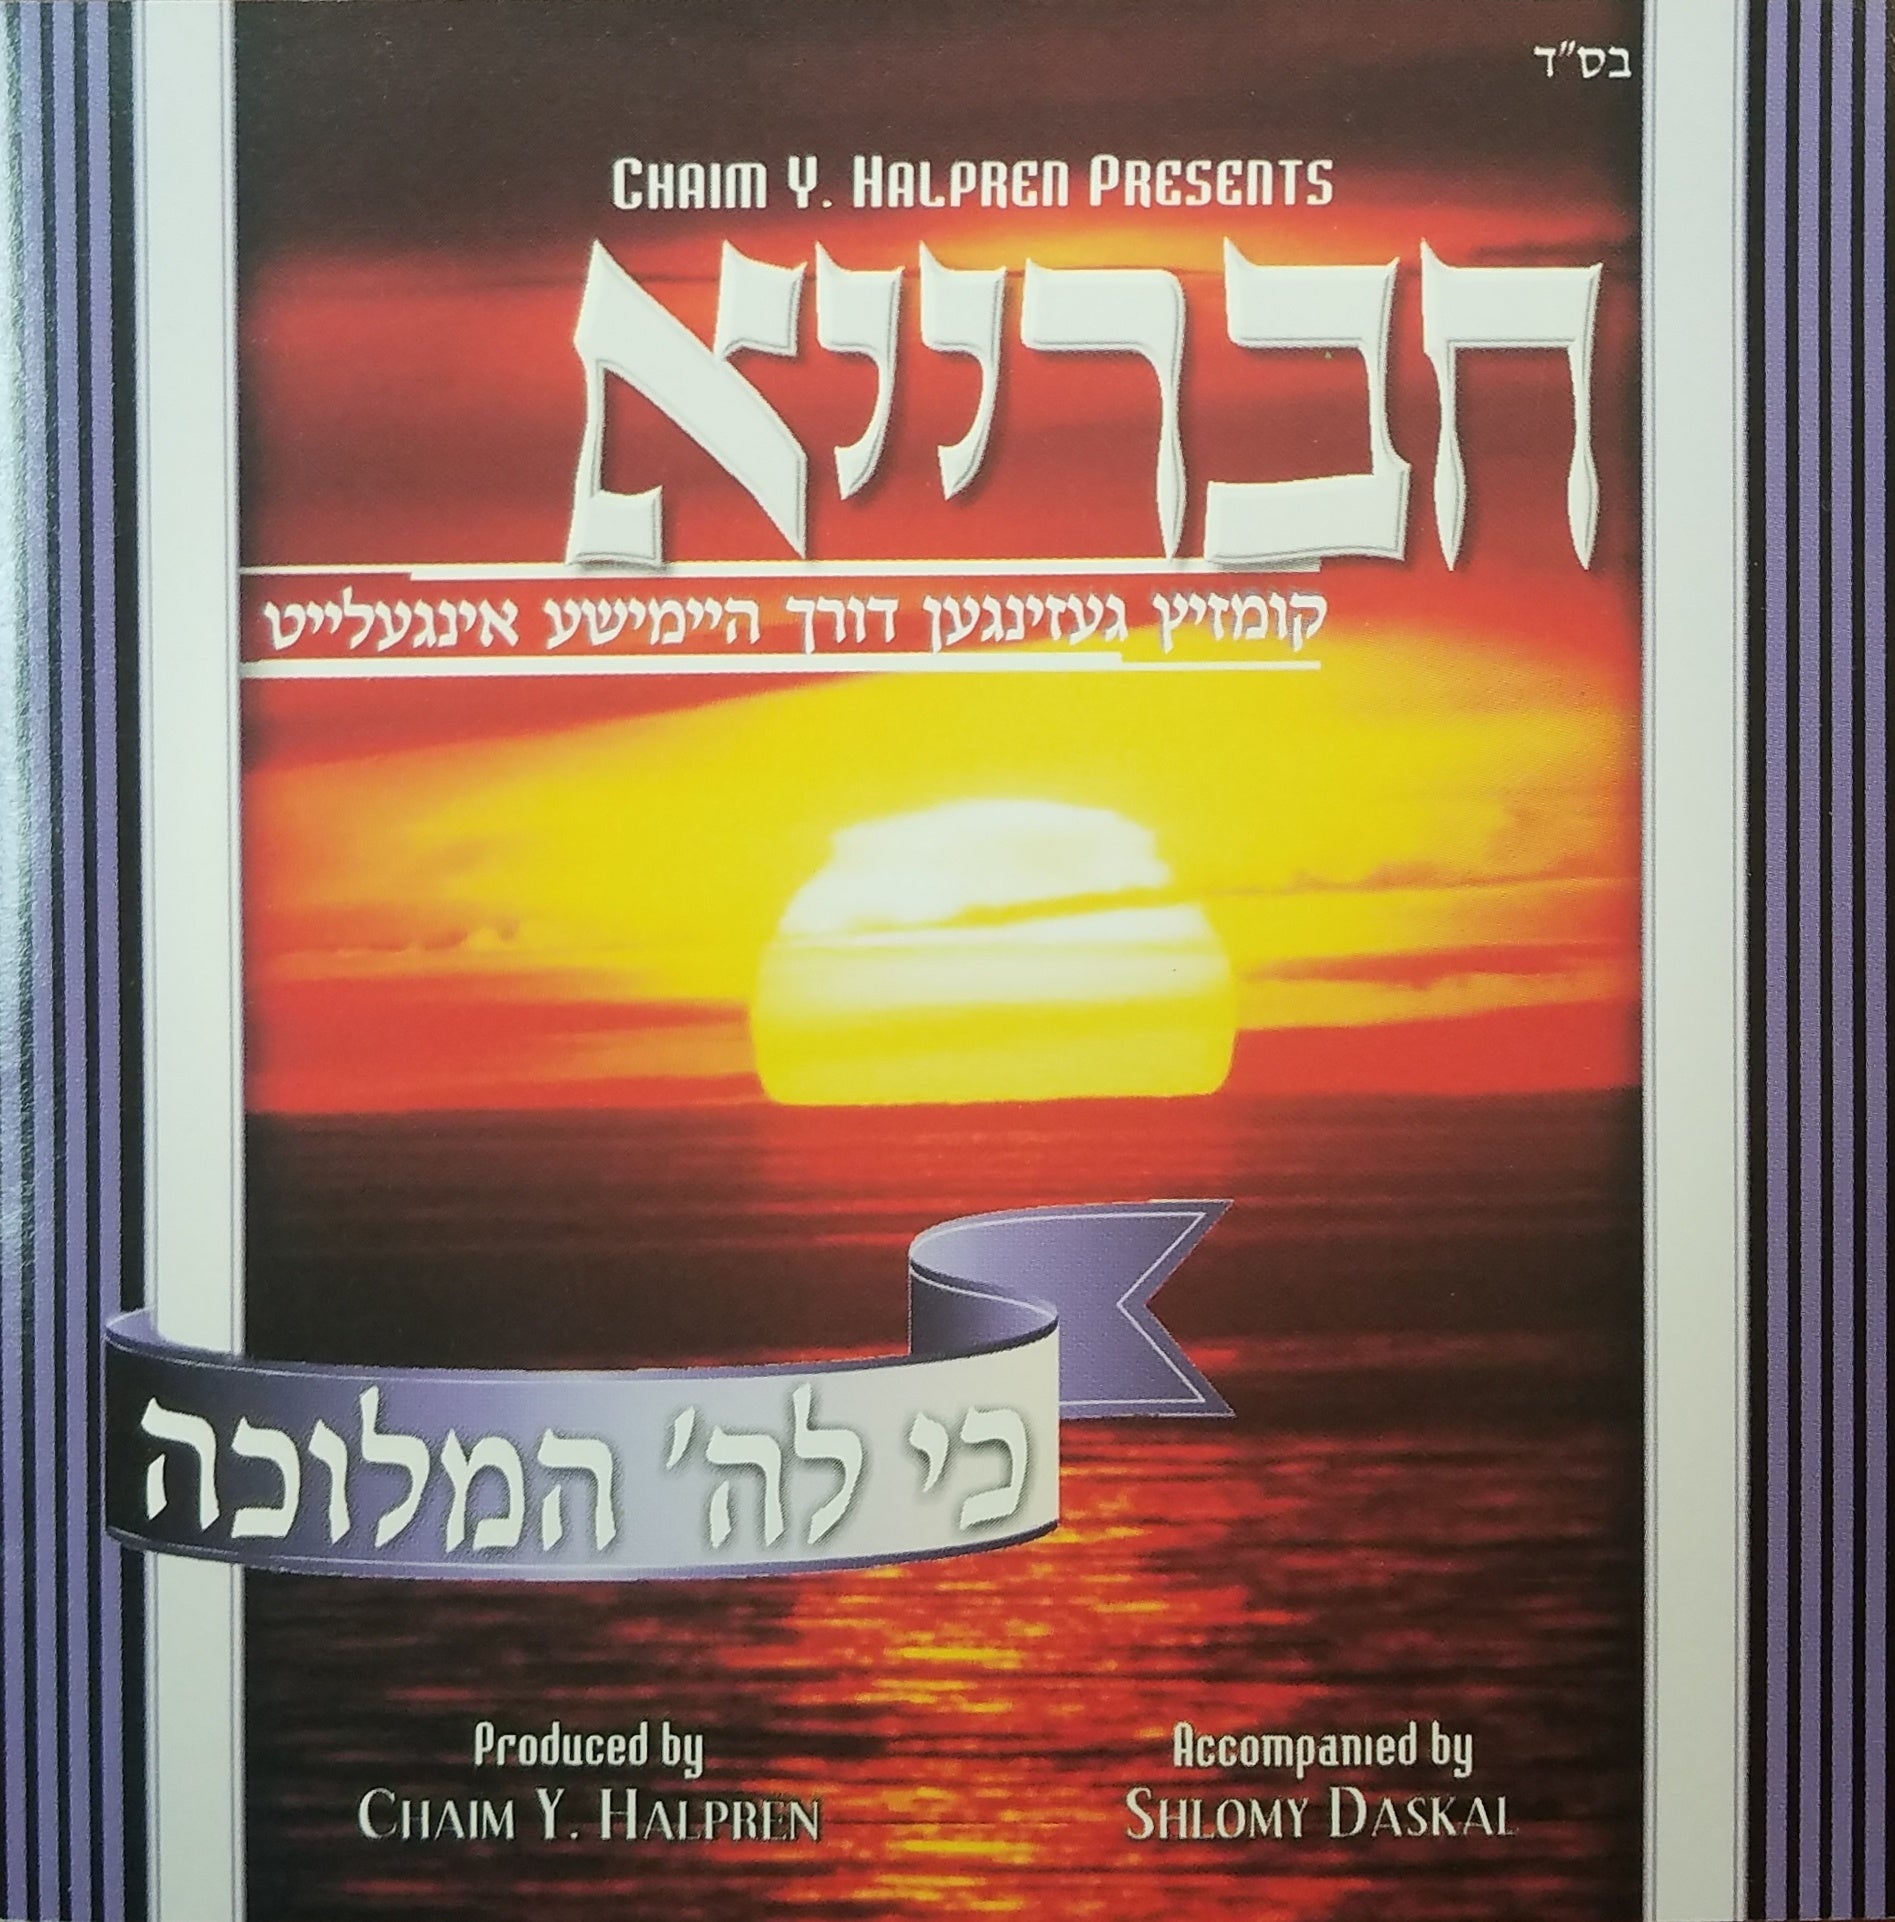 בס"ד
CHAIM Y. HALPREN PRESENTS
חברייא
קומזיץ געזינגען דורך היימישע אינגעלייט
כי לה' המלוכה
Produced by
CHAIM Y. HALPREN
Accompanied by
SHLOMY DASKAL